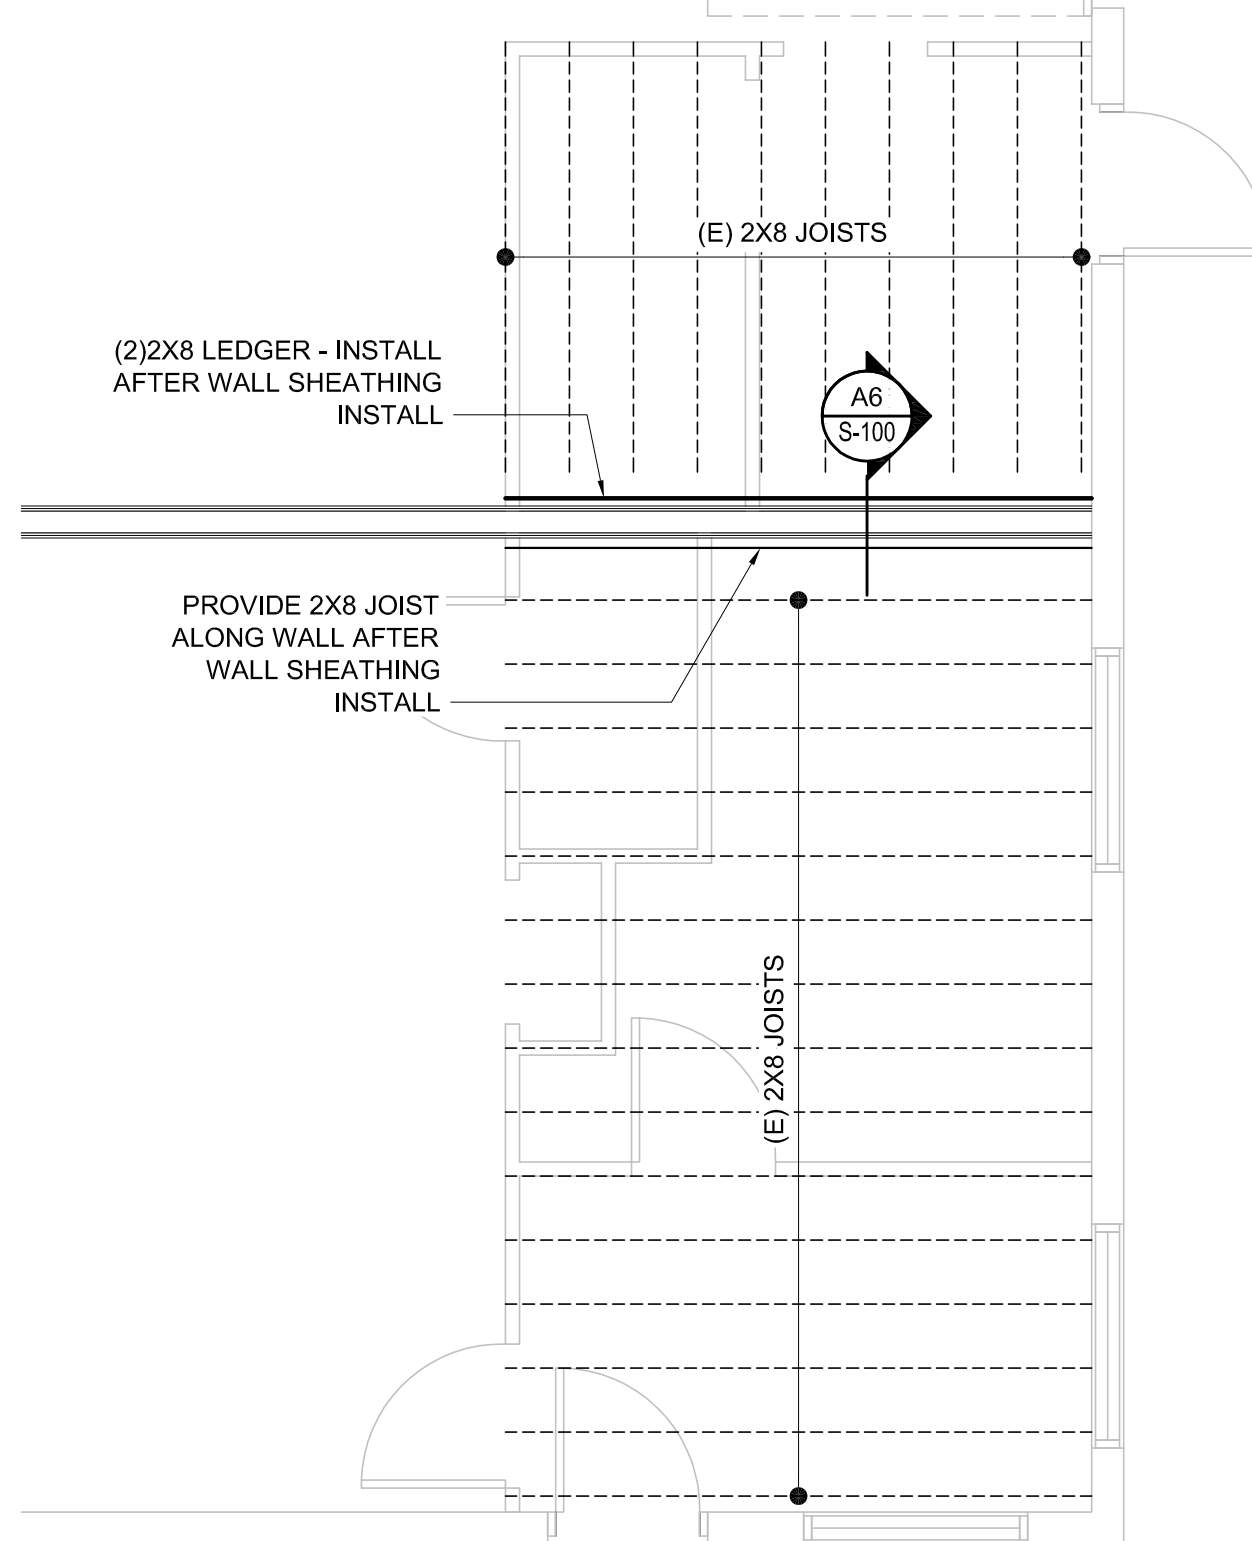 (E) 2X8 JOISTS
(2)2X8 LEDGER - INSTALL
AFTER WALL SHEATHING
INSTALL
A6
S-100
PROVIDE 2X8 JOIST
ALONG WALL AFTER
WALL SHEATHING
INSTALL
(E) 2X8 JOISTS